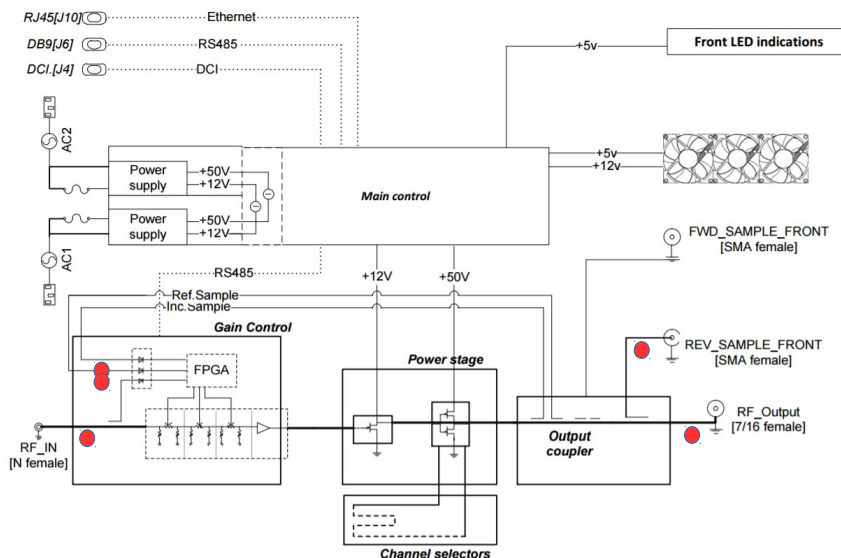 RJ45[J10]
Ethernet
DB9[J6]
RS485
DCI.[J4]
DCI
+5v
Front LED indications
AC2
Power
supply
+50V
+12V
Main control
+5v
+12v
Power
supply
+50V
+12V
AC1
FWD_SAMPLE_FRONT
[SMA female]
RS485
+12V
+50V
Ref.Sample
Inc.Sample
Gain Control
FPGA
Power stage
REV_SAMPLE_FRONT
[SMA female]
RF_IN
[N female]
Output
coupler
RF_Output
[7/16 female]
Channel selectors